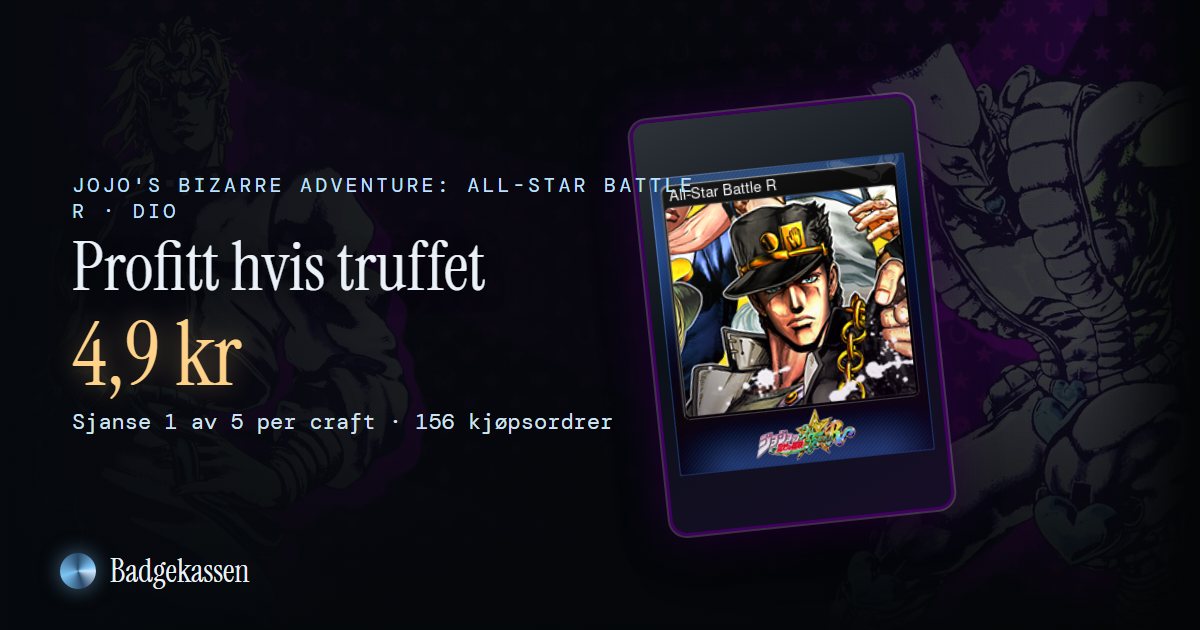 JOJO'S BIZARRE ADVENTURE: ALL-STAR BATTLE
R · DIO
Profitt hvis truffet
4,9 kr
Sjanse 1 av 5 per craft · 156 kjøpsordrer
Badgekassen
All-Star Battle R